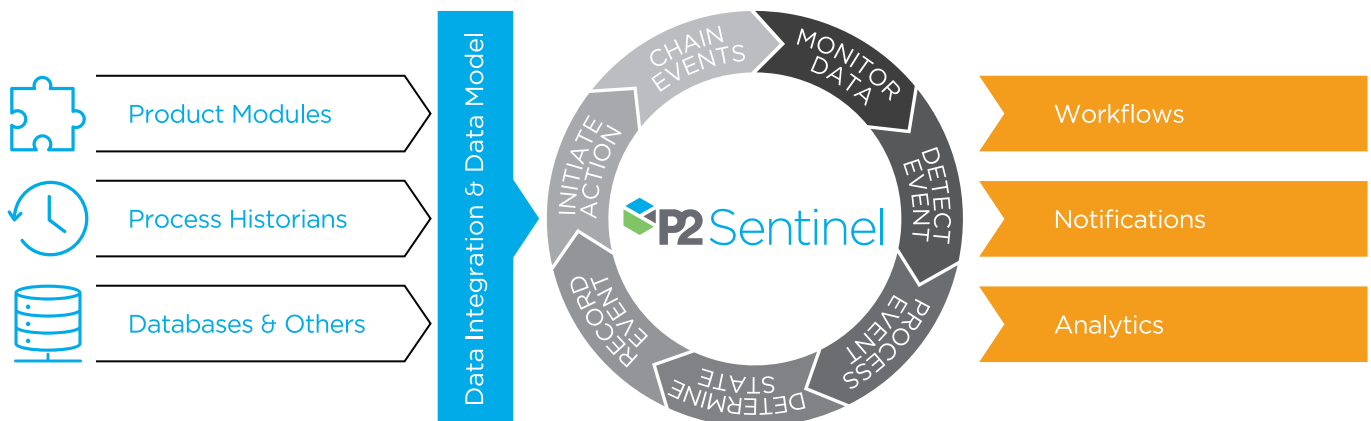 Product Modules
Process Historians
Databases & Others
Data Integration & Data Model
CHAIN
EVENTS
MONITOR
DATA
DETECT
EVENT
PROCESS
EVENT
DETERMINE
STATE
RECORD
EVENT
INITIATE
ACTION
P2 Sentinel
Workflows
Notifications
Analytics